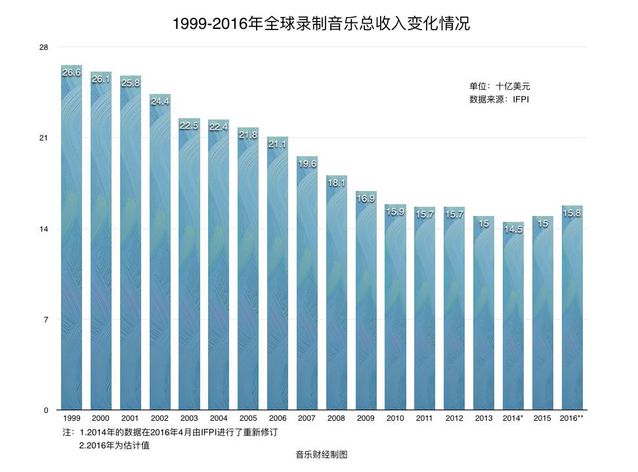 1999-2016年全球录制音乐总收入变化情况
28
单位：十亿美元
数据来源：IFPI
26.6 26.1 25.8 24.4 22.5 22.4 21.8 21.1 19.6 18.1 16.9 15.9 15.7 15.7 15 14.5 15 15.8
21
14
7
0
1999 2000 2001 2002 2003 2004 2005 2006 2007 2008 2009 2010 2011 2012 2013 2014* 2015 2016**
注：1.2014年的数据在2016年4月由IFPI进行了重新修订
2.2016年为估计值
音乐财经制图